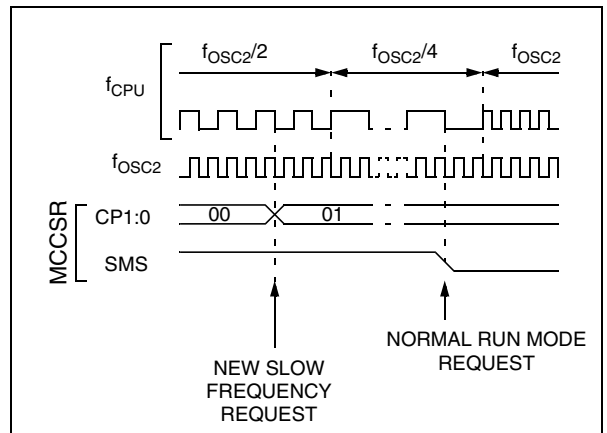 fOSC2/2 fOSC2/4 fOSC2
fCPU
fOSC2
MCCSR
CP1:0 00 01
SMS
NEW SLOW
FREQUENCY
REQUEST
NORMAL RUN MODE
REQUEST